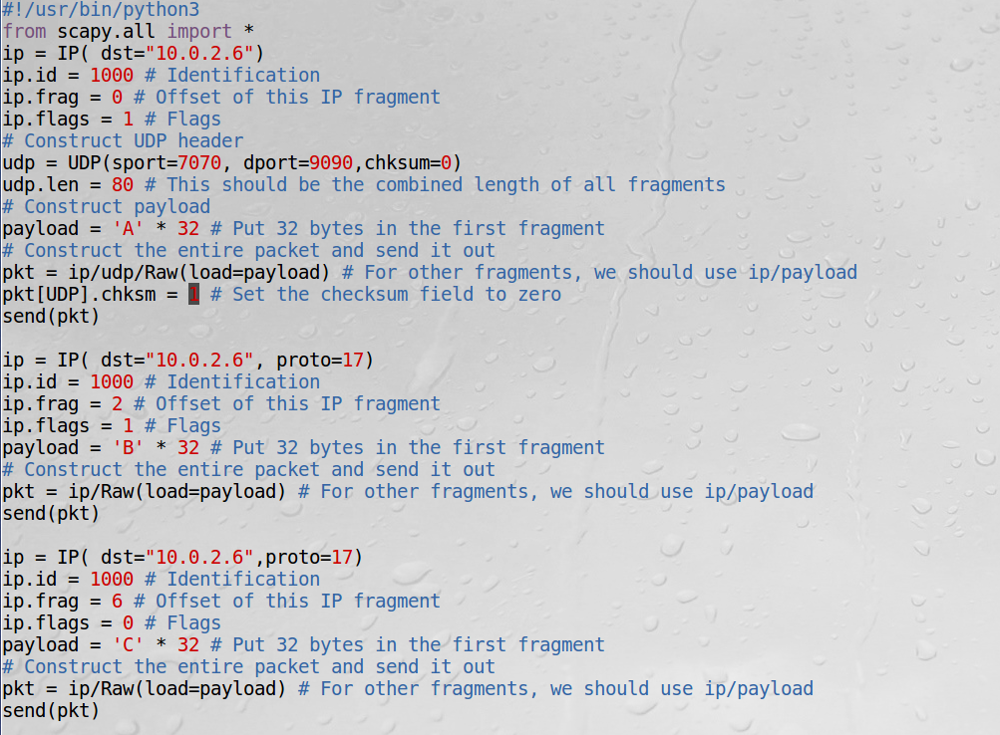 #!/usr/bin/python3
from scapy.all import *
ip = IP( dst="10.0.2.6")
ip.id = 1000 # Identification
ip.frag = 0 # Offset of this IP fragment
ip.flags = 1 # Flags
# Construct UDP header
udp = UDP(sport=7070, dport=9090,chksum=0)
udp.len = 80 # This should be the combined length of all fragments
# Construct payload
payload = 'A' * 32 # Put 32 bytes in the first fragment
# Construct the entire packet and send it out
pkt = ip/udp/Raw(load=payload) # For other fragments, we should use ip/payload
pkt[UDP].chksm = 1 # Set the checksum field to zero
send(pkt)
ip = IP( dst="10.0.2.6", proto=17)
ip.id = 1000 # Identification
ip.frag = 2 # Offset of this IP fragment
ip.flags = 1 # Flags
payload = 'B' * 32 # Put 32 bytes in the first fragment
# Construct the entire packet and send it out
pkt = ip/Raw(load=payload) # For other fragments, we should use ip/payload
send(pkt)
ip = IP( dst="10.0.2.6",proto=17)
ip.id = 1000 # Identification
ip.frag = 6 # Offset of this IP fragment
ip.flags = 0 # Flags
payload = 'C' * 32 # Put 32 bytes in the first fragment
# Construct the entire packet and send it out
pkt = ip/Raw(load=payload) # For other fragments, we should use ip/payload
send(pkt)